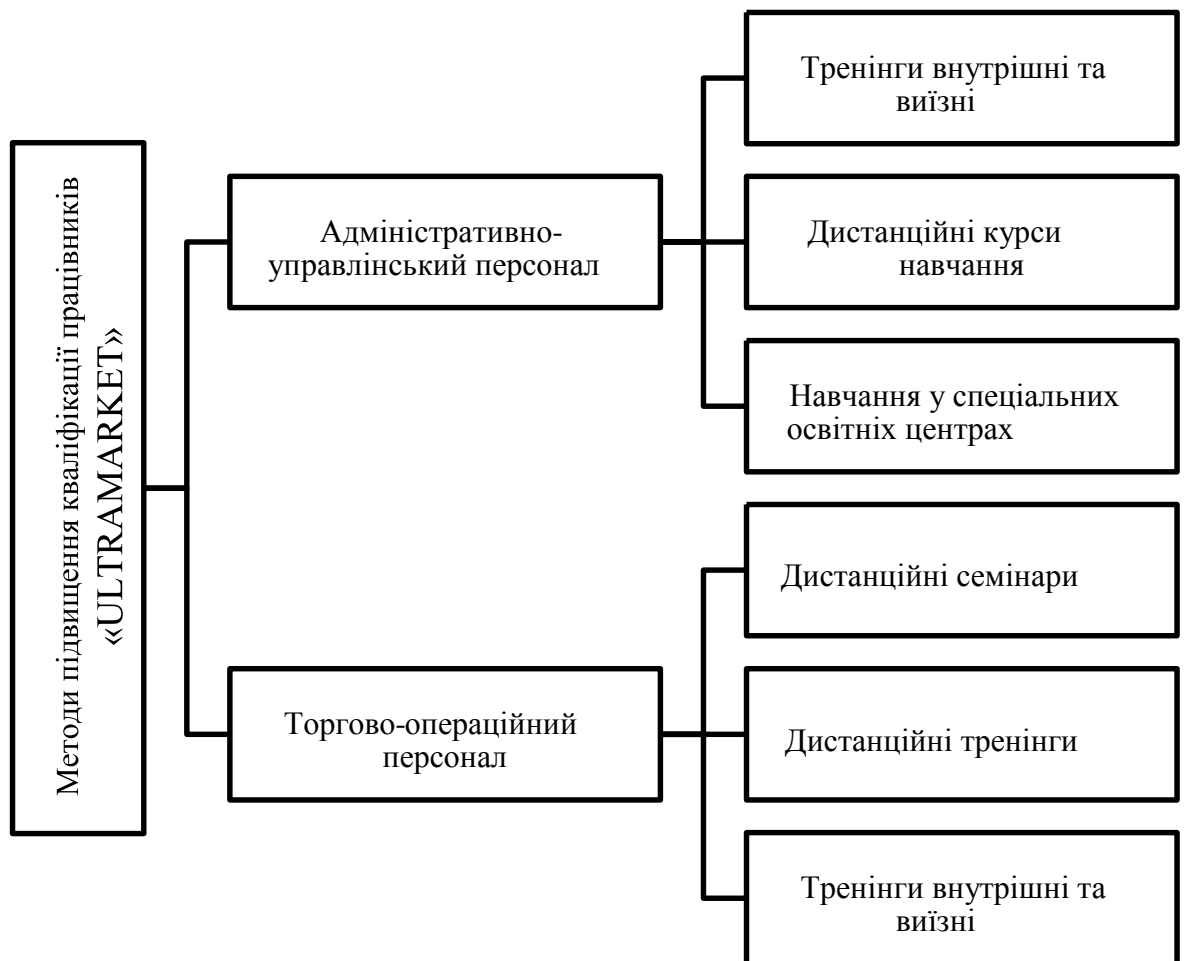 Методи підвищення кваліфікації працівників
«ULTRAMARKET»
Адміністративно-
управлінський персонал
Тренінги внутрішні та
виїзні
Дистанційні курси
навчання
Навчання у спеціальних
освітніх центрах
Торгово-операційний
персонал
Дистанційні семінари
Дистанційні тренінги
Тренінги внутрішні та
виїзні